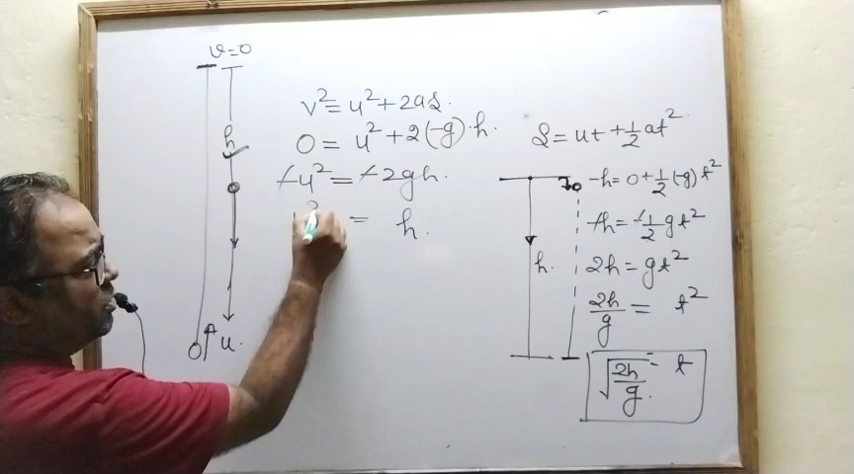 v=0
h
u.
v²=u²+2as.
0=u²+2(-g)·h.
-u²=-2gh.
= h.
s=ut+½at²
-h=0+½(-g)t²
-h=-½gt²
h.
2h=gt²
2h/g = t²
√2h/g. = t